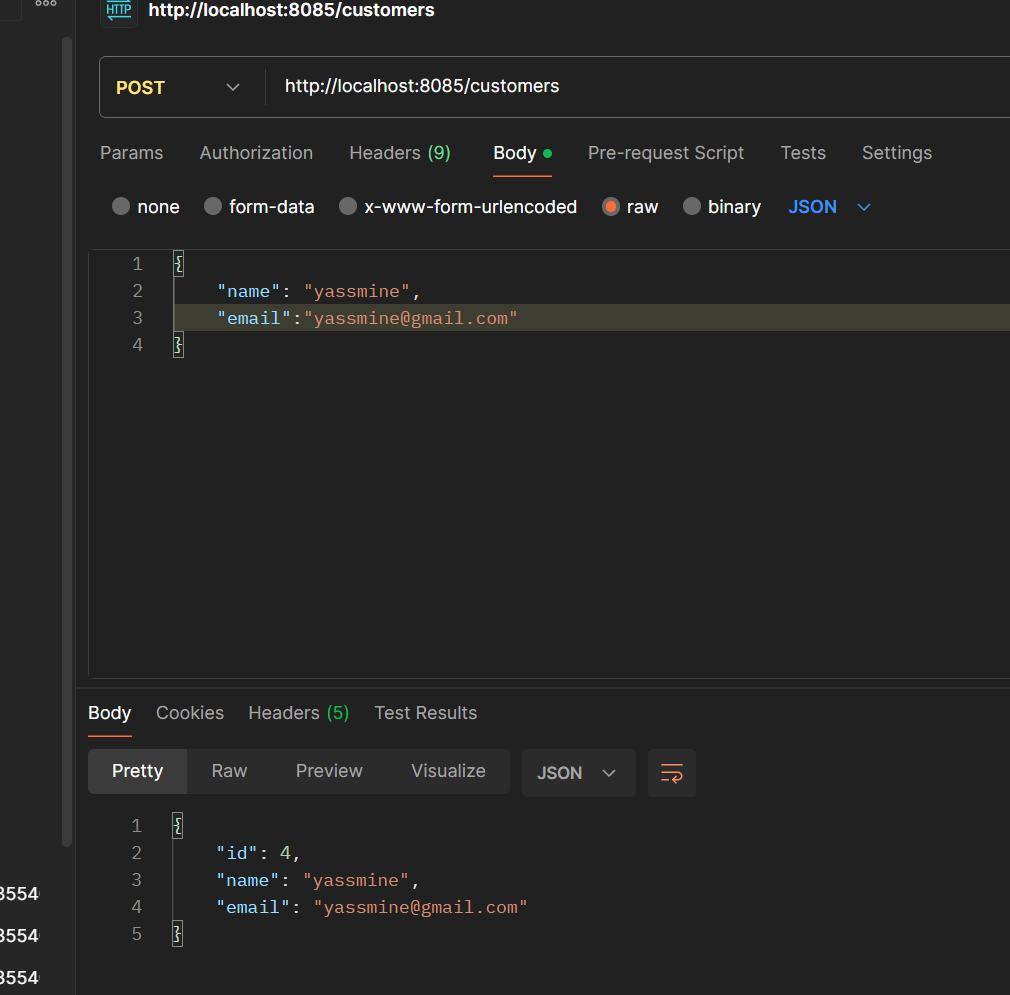 HTTP http://localhost:8085/customers
POST http://localhost:8085/customers
Params Authorization Headers (9) Body Pre-request Script Tests Settings
none form-data x-www-form-urlencoded raw binary JSON
1 {
2 "name": "yassmine",
3 "email":"yassmine@gmail.com"
4 }
Body Cookies Headers (5) Test Results
Pretty Raw Preview Visualize JSON
1 {
2 "id": 4,
3 "name": "yassmine",
4 "email": "yassmine@gmail.com"
5 }